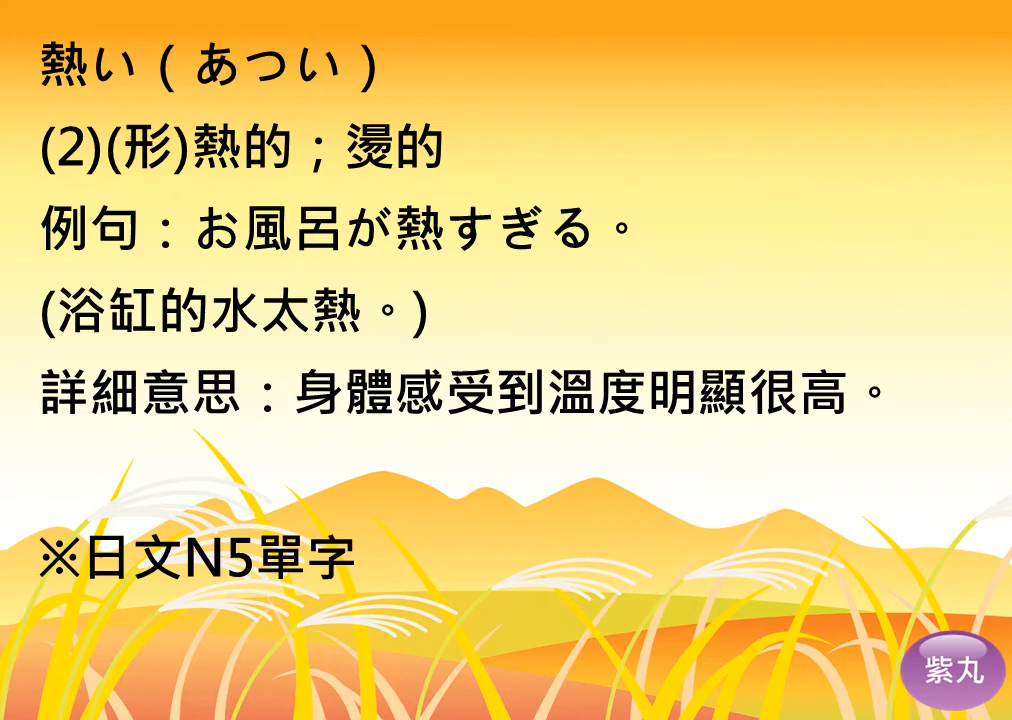 熱い（あつい）
(2)(形)熱的；燙的
例句：お風呂が熱すぎる。
(浴缸的水太熱。)
詳細意思：身體感受到溫度明顯很高。
※日文N5單字
紫丸